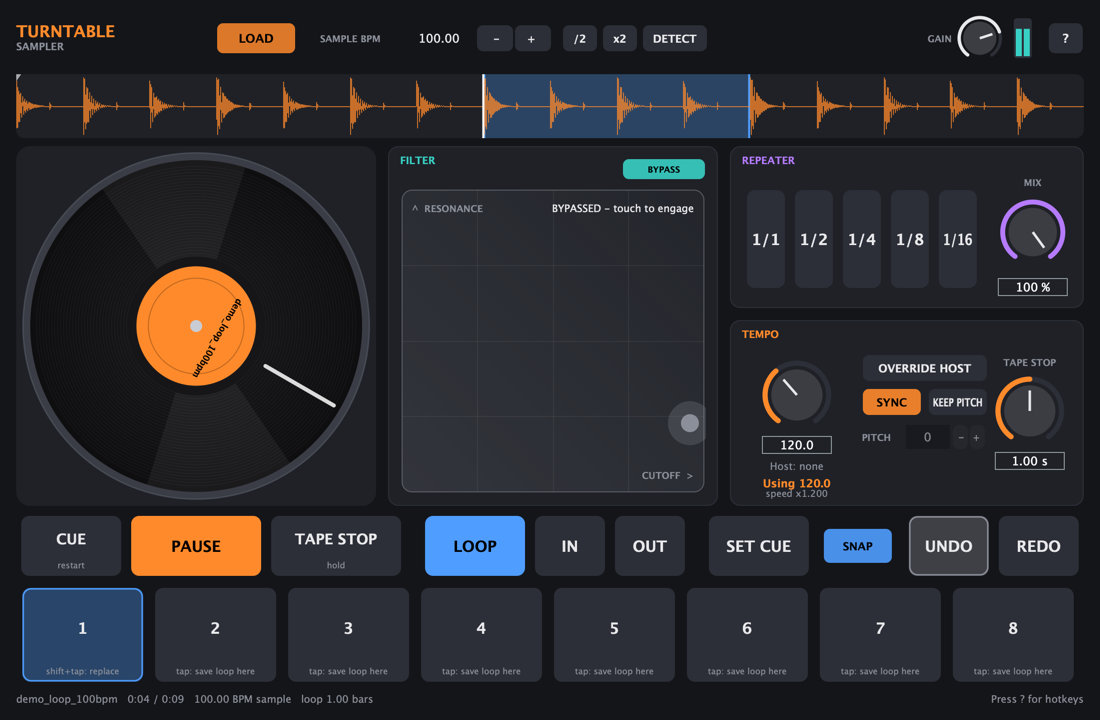 TURNTABLE
SAMPLER
LOAD
SAMPLE BPM
100.00
-
+
/2
x2
DETECT
GAIN
?
demo_loop_100bpm
FILTER
BYPASS
^ RESONANCE
BYPASSED – touch to engage
CUTOFF >
REPEATER
1/1
1/2
1/4
1/8
1/16
MIX
100 %
TEMPO
120.0
Host: none
Using 120.0
speed x1.200
OVERRIDE HOST
SYNC
KEEP PITCH
PITCH
0
-
+
TAPE STOP
1.00 s
CUE
restart
PAUSE
TAPE STOP
hold
LOOP
IN
OUT
SET CUE
SNAP
UNDO
REDO
1
shift+tap: replace
2
tap: save loop here
3
tap: save loop here
4
tap: save loop here
5
tap: save loop here
6
tap: save loop here
7
tap: save loop here
8
tap: save loop here
demo_loop_100bpm 0:04 / 0:09 100.00 BPM sample loop 1.00 bars
Press ? for hotkeys